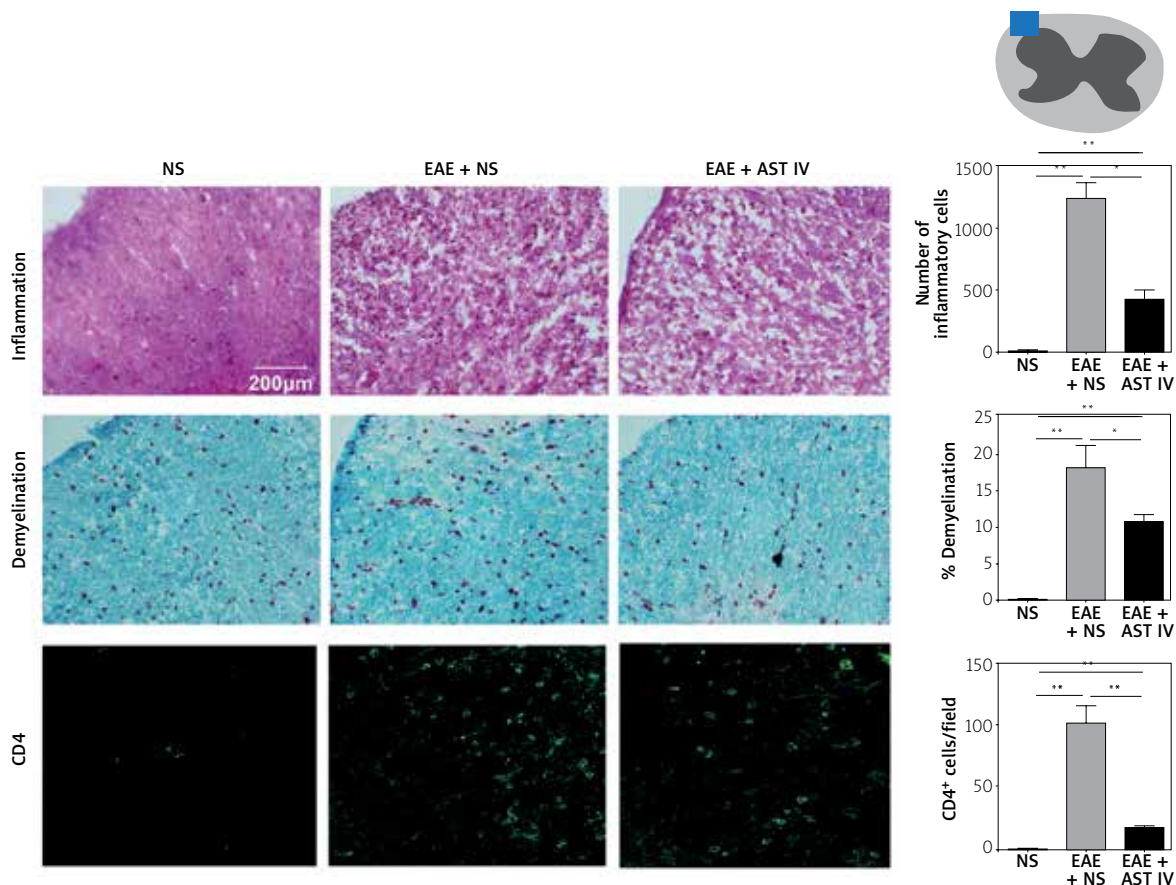 NS
EAE + NS
EAE + AST IV
Inflammation
200μm
Demyelination
CD4
**
**
*
Number of
inflammatory cells
1500
1000
500
0
NS
EAE
+ NS
EAE +
AST IV
**
**
*
% Demyelination
25
20
15
10
5
0
NS
EAE
+ NS
EAE +
AST IV
**
**
**
CD4⁺ cells/field
150
100
50
0
NS
EAE
+ NS
EAE +
AST IV